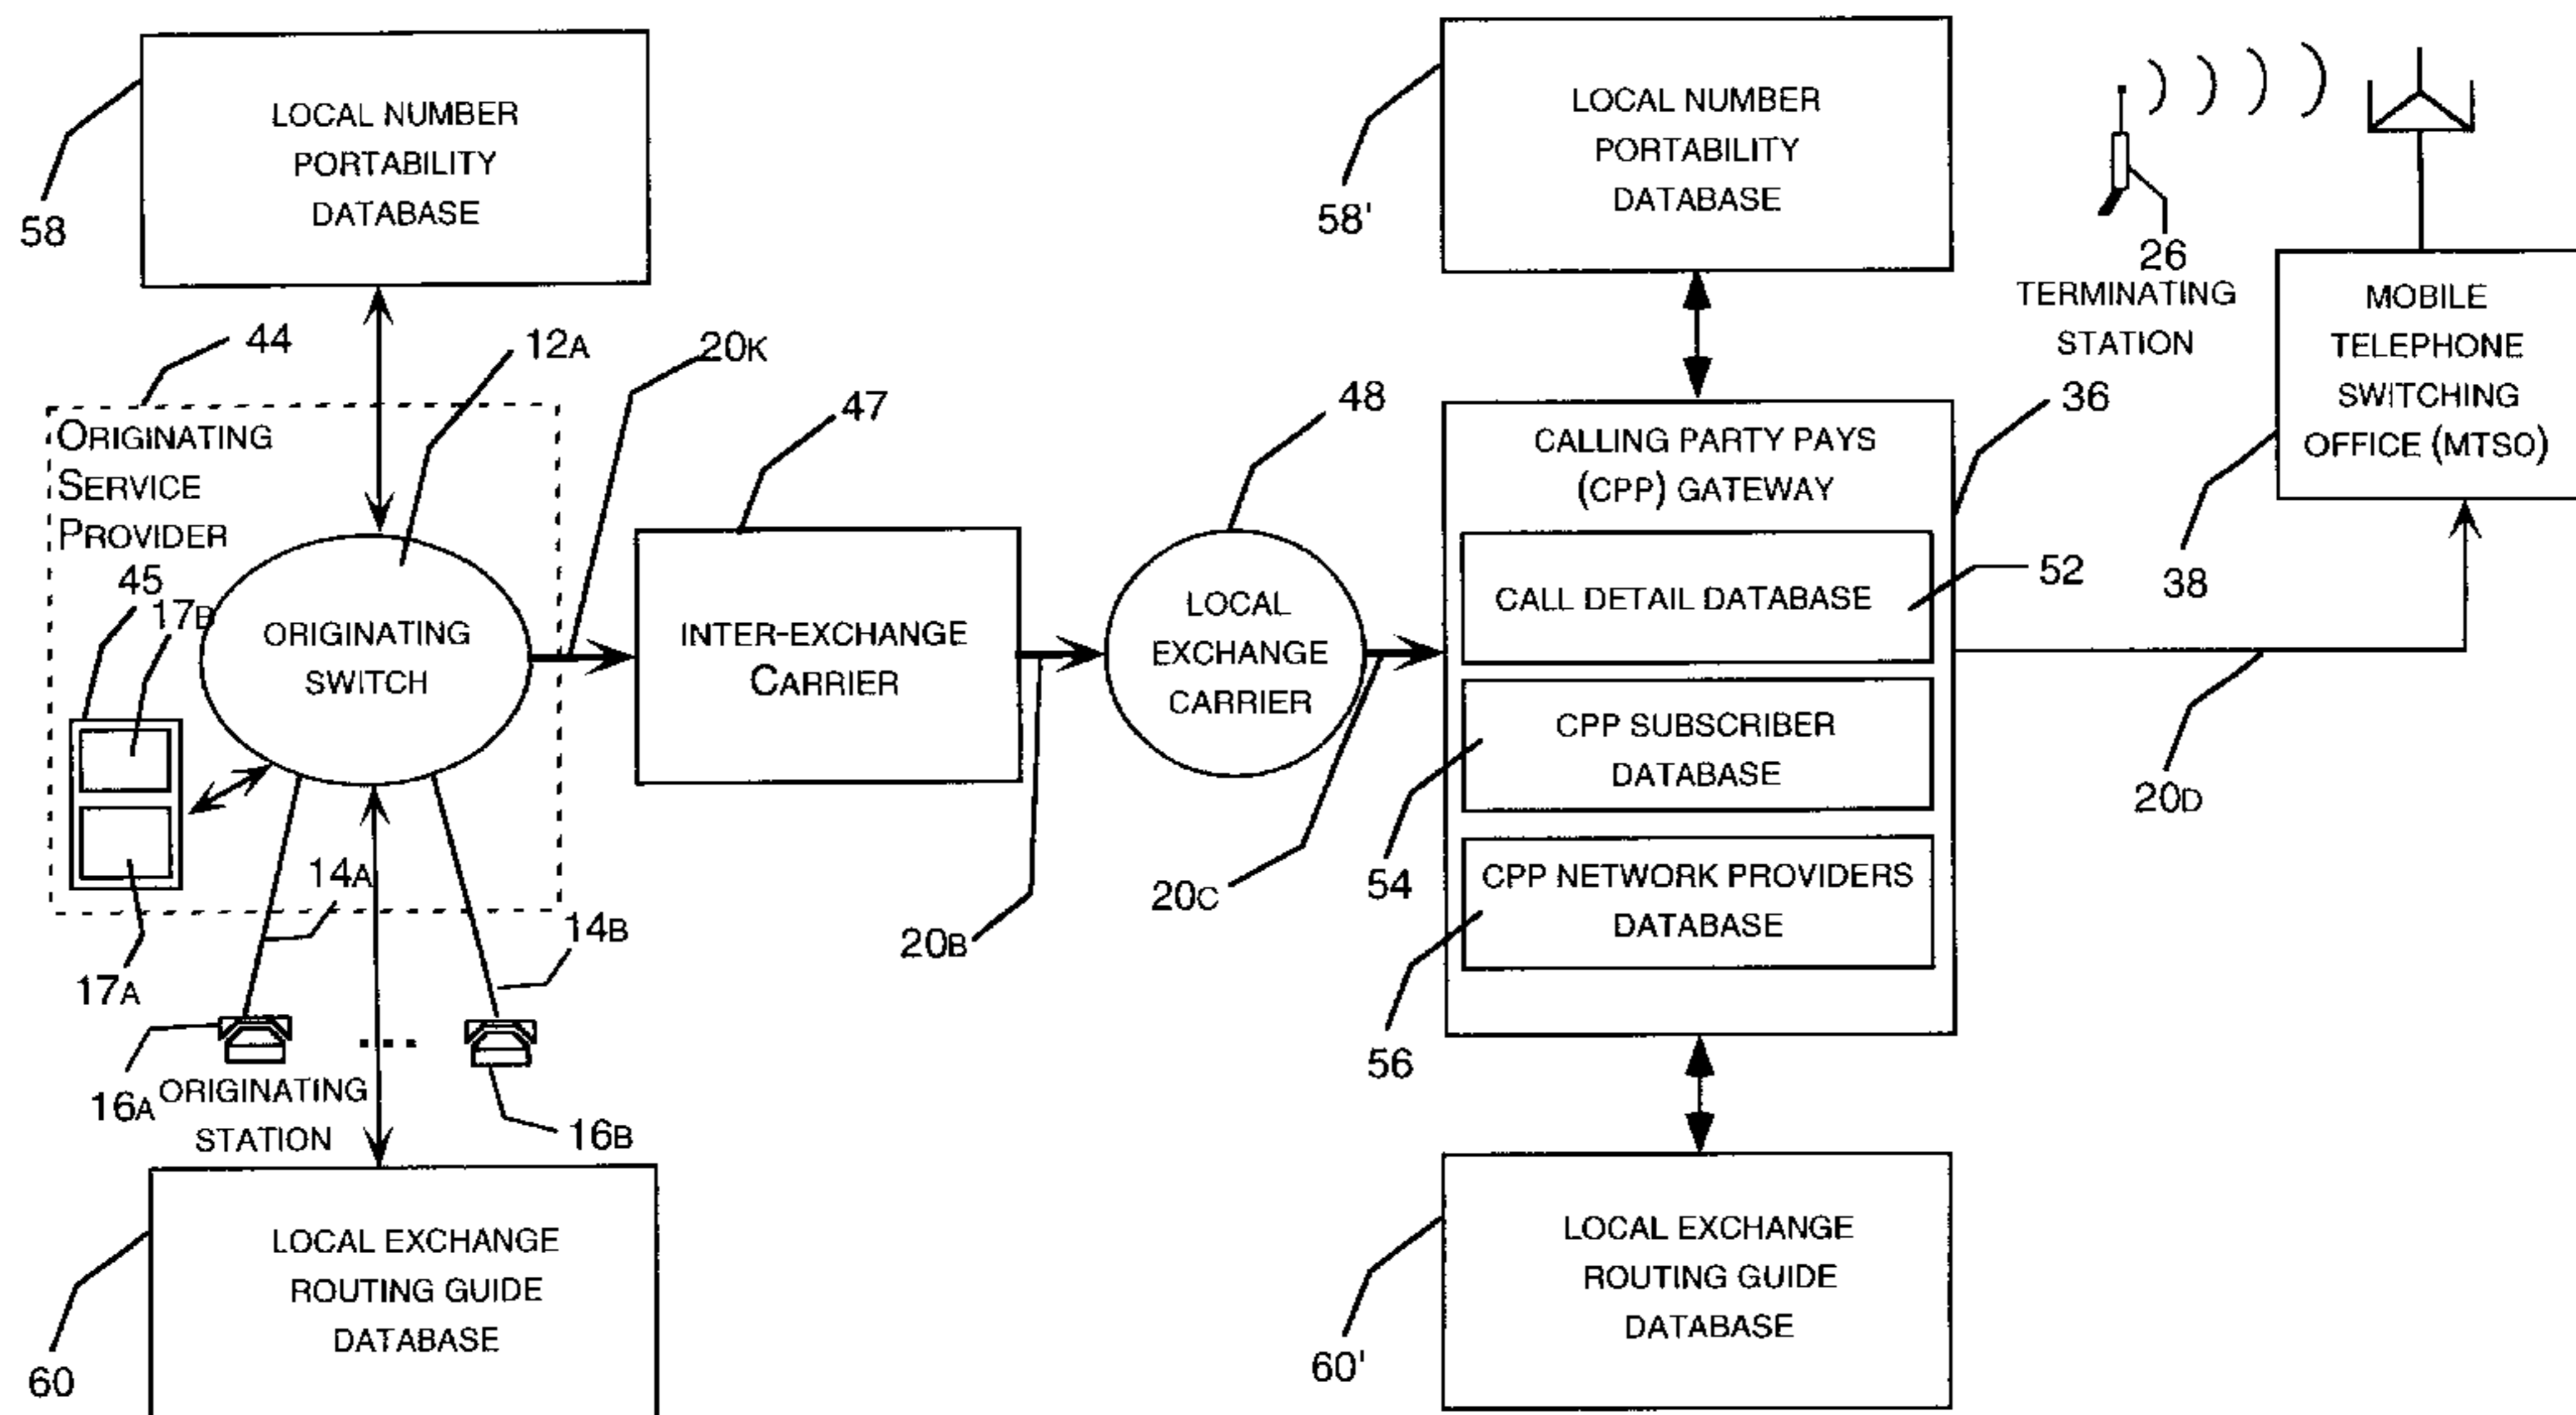 LOCAL NUMBER
PORTABILITY
DATABASE
58
LOCAL NUMBER
PORTABILITY
DATABASE
58'
26
TERMINATING
STATION
MOBILE
TELEPHONE
SWITCHING
OFFICE (MTSO)
38
44
12A
20K
47
48
36
ORIGINATING
SERVICE
PROVIDER
45
17B
ORIGINATING
SWITCH
INTER-EXCHANGE
CARRIER
LOCAL
EXCHANGE
CARRIER
CALLING PARTY PAYS
(CPP) GATEWAY
CALL DETAIL DATABASE
52
CPP SUBSCRIBER
DATABASE
54
CPP NETWORK PROVIDERS
DATABASE
56
20D
20C
20B
14A
14B
17A
16A
ORIGINATING
STATION
...
16B
LOCAL EXCHANGE
ROUTING GUIDE
DATABASE
60
LOCAL EXCHANGE
ROUTING GUIDE
DATABASE
60'